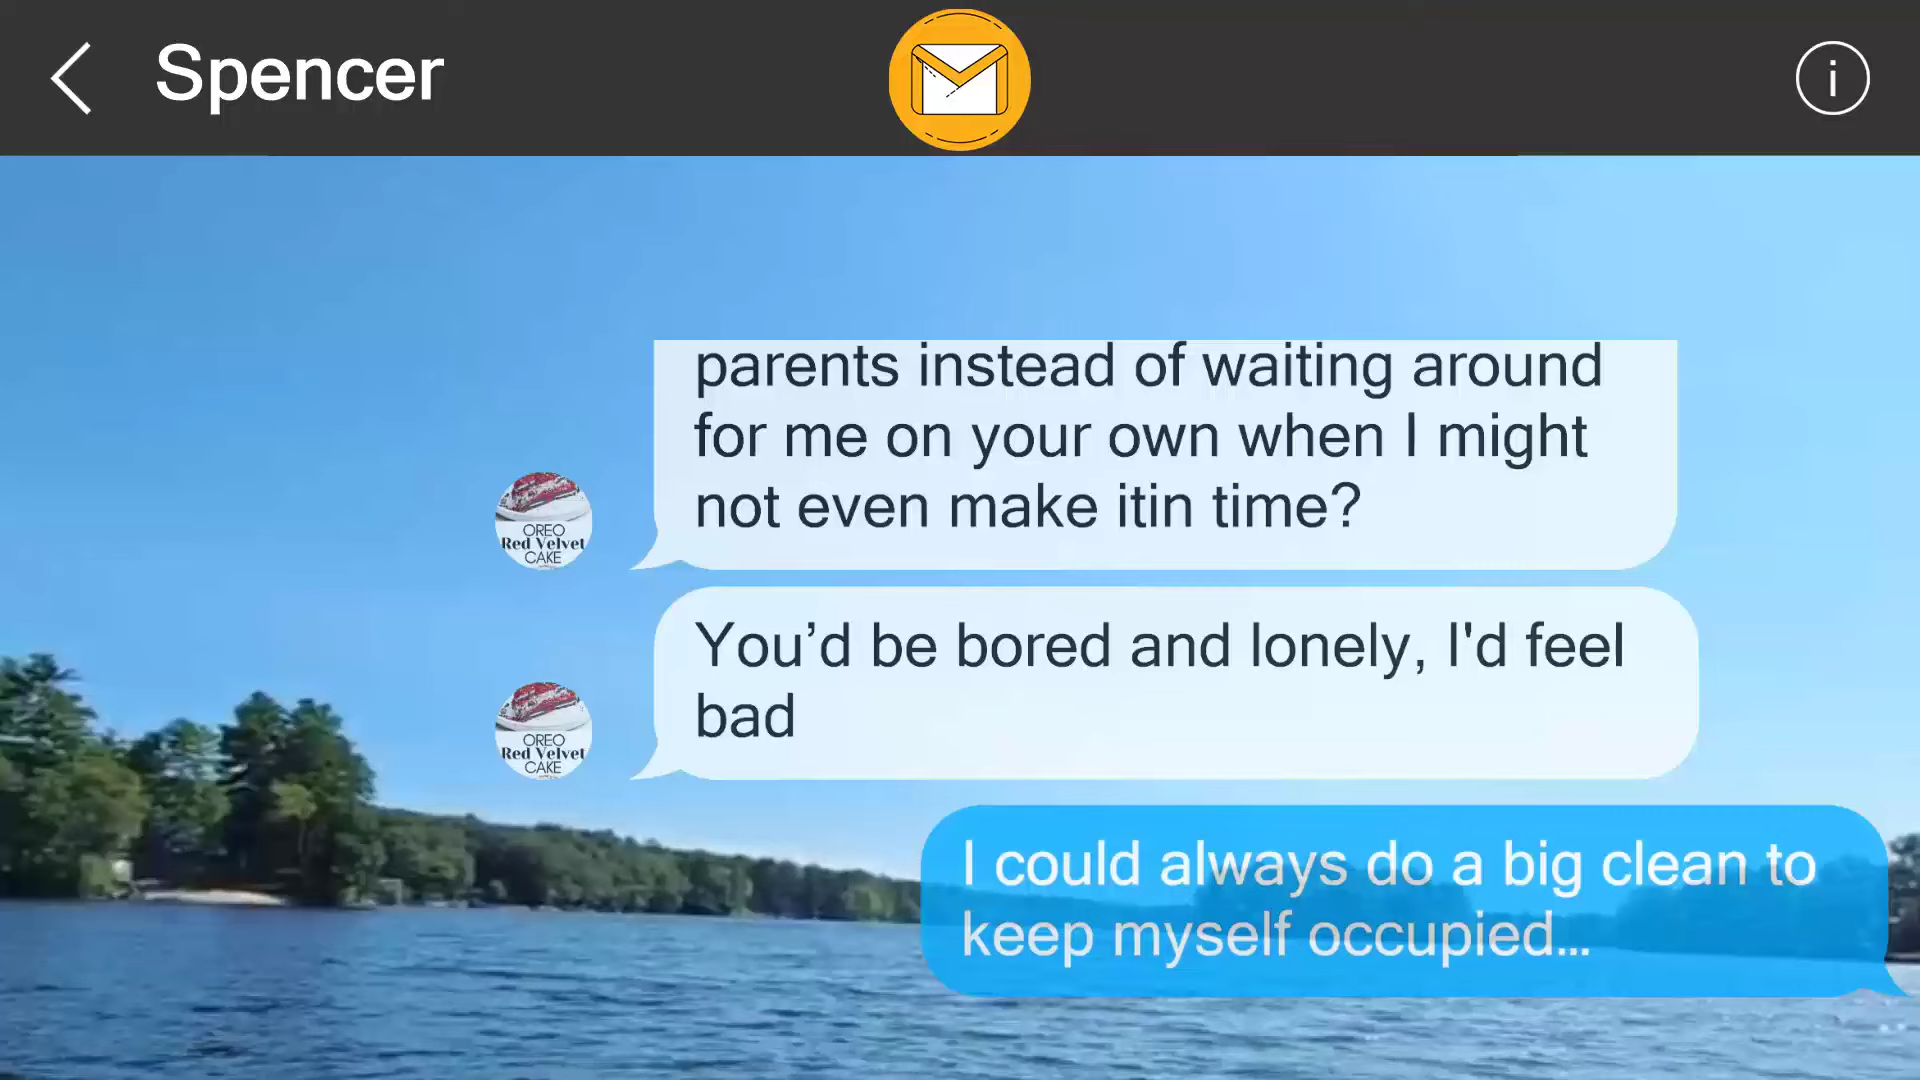 Spencer
i
parents instead of waiting around
for me on your own when I might
not even make itin time?
OREO
Red Velvet
CAKE
You’d be bored and lonely, I'd feel
bad
OREO
Red Velvet
CAKE
I could always do a big clean to
keep myself occupied...